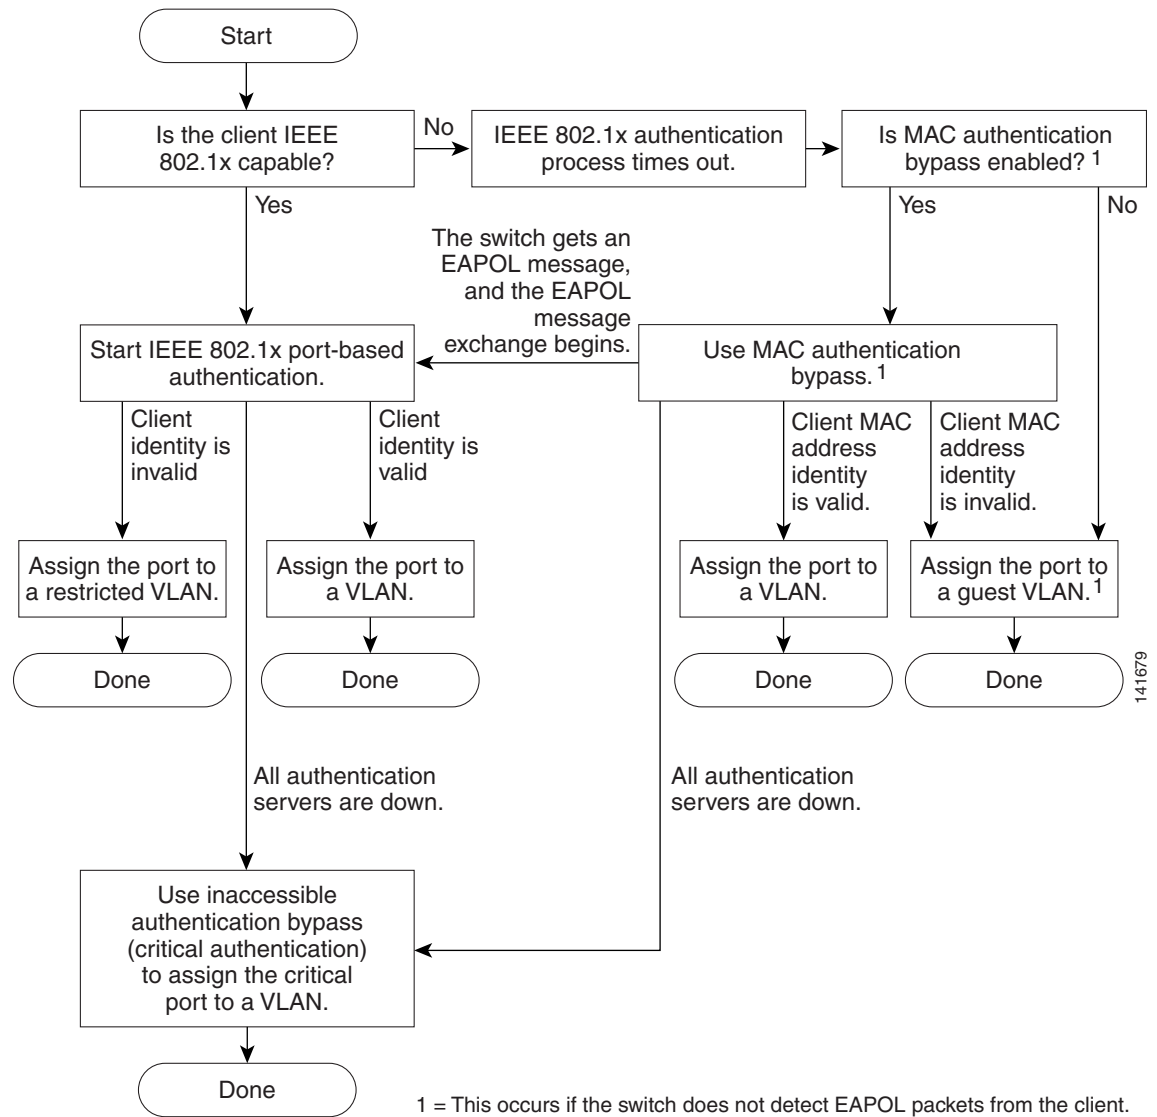 Start
Is the client IEEE
802.1x capable?
No
IEEE 802.1x authentication
process times out.
Is MAC authentication
bypass enabled? 1
Yes
Yes
No
The switch gets an
EAPOL message,
and the EAPOL
message
exchange begins.
Start IEEE 802.1x port-based
authentication.
Use MAC authentication
bypass. 1
Client
identity is
invalid
Client
identity is
valid
Client MAC
address
identity
is valid.
Client MAC
address
identity
is invalid.
Assign the port to
a restricted VLAN.
Assign the port to
a VLAN.
Assign the port to
a VLAN.
Assign the port to
a guest VLAN. 1
Done
Done
Done
Done
141679
All authentication
servers are down.
All authentication
servers are down.
Use inaccessible
authentication bypass
(critical authentication)
to assign the critical
port to a VLAN.
Done
1 = This occurs if the switch does not detect EAPOL packets from the client.